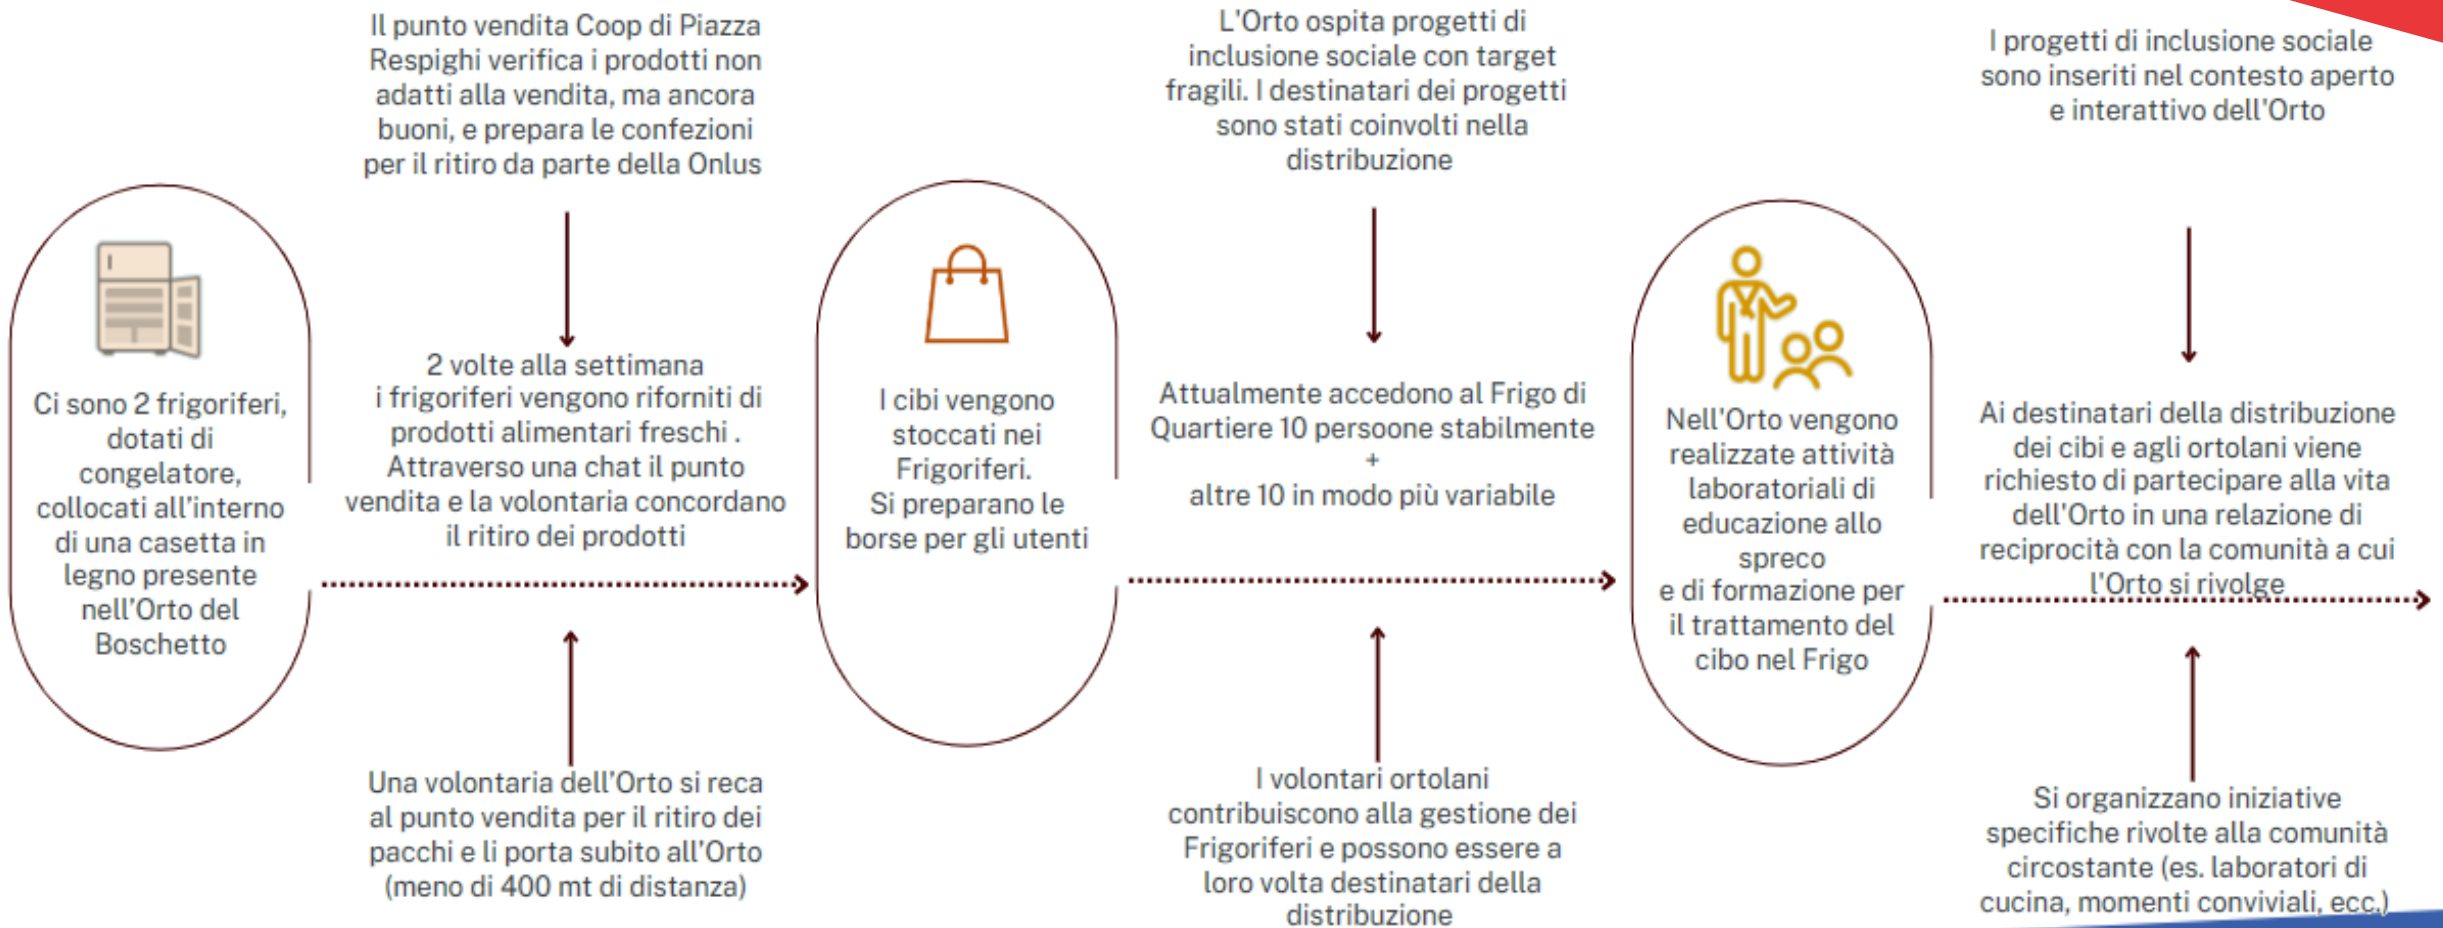 Il punto vendita Coop di Piazza
Respighi verifica i prodotti non
adatti alla vendita, ma ancora
buoni, e prepara le confezioni
per il ritiro da parte della Onlus
L'Orto ospita progetti di
inclusione sociale con target
fragili. I destinatari dei progetti
sono stati coinvolti nella
distribuzione
I progetti di inclusione sociale
sono inseriti nel contesto aperto
e interattivo dell'Orto
Ci sono 2 frigoriferi,
dotati di
congelatore,
collocati all'interno
di una casetta in
legno presente
nell'Orto del
Boschetto
2 volte alla settimana
i frigoriferi vengono riforniti di
prodotti alimentari freschi .
Attraverso una chat il punto
vendita e la volontaria concordano
il ritiro dei prodotti
I cibi vengono
stoccati nei
Frigoriferi.
Si preparano le
borse per gli utenti
Attualmente accedono al Frigo di
Quartiere 10 persoone stabilmente
+
altre 10 in modo più variabile
Nell'Orto vengono
realizzate attività
laboratoriali di
educazione allo
spreco
e di formazione per
il trattamento del
cibo nel Frigo
Ai destinatari della distribuzione
dei cibi e agli ortolani viene
richiesto di partecipare alla vita
dell'Orto in una relazione di
reciprocità con la comunità a cui
l'Orto si rivolge
Una volontaria dell'Orto si reca
al punto vendita per il ritiro dei
pacchi e li porta subito all'Orto
(meno di 400 mt di distanza)
I volontari ortolani
contribuiscono alla gestione dei
Frigoriferi e possono essere a
loro volta destinatari della
distribuzione
Si organizzano iniziative
specifiche rivolte alla comunità
circostante (es. laboratori di
cucina, momenti conviviali, ecc.)